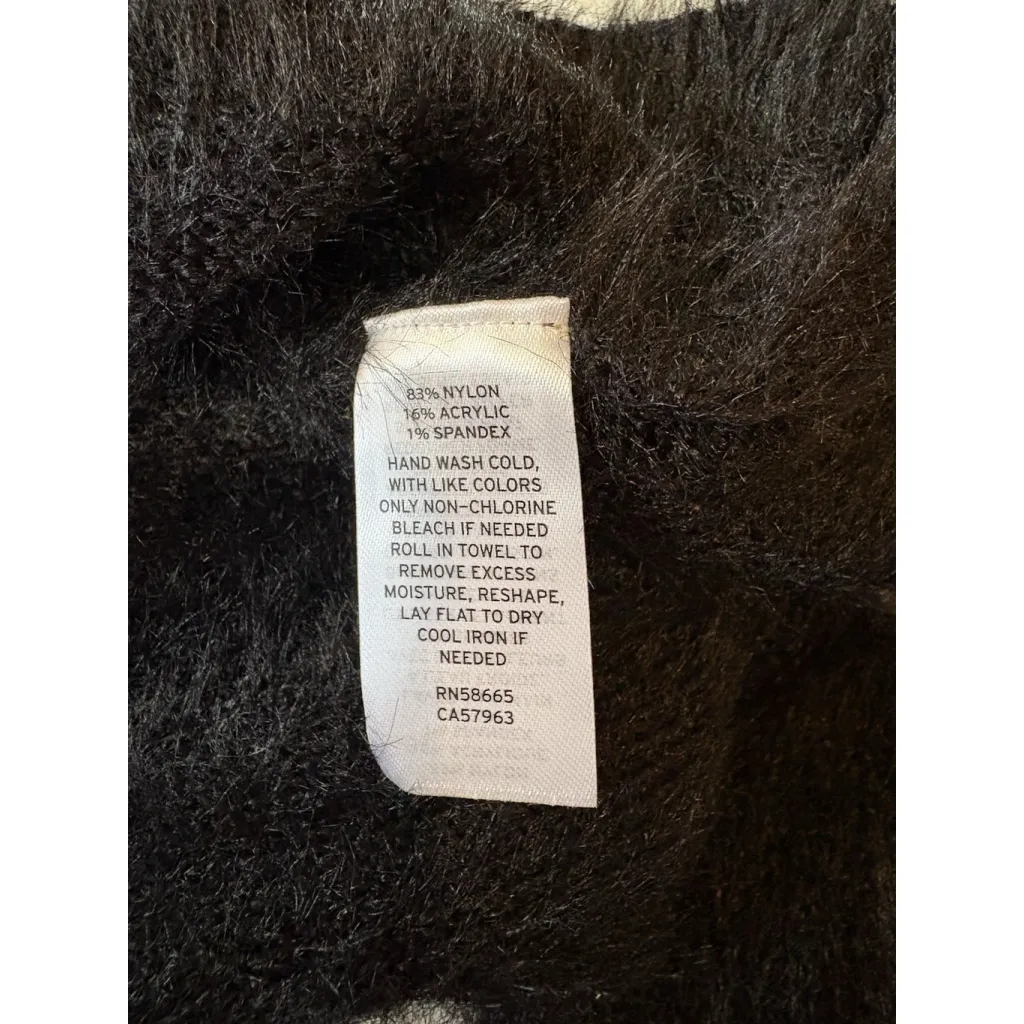 83% NYLON
16% ACRYLIC
1% SPANDEX
HAND WASH COLD,
WITH LIKE COLORS
ONLY NON-CHLORINE
BLEACH IF NEEDED
ROLL IN TOWEL TO
REMOVE EXCESS
MOISTURE, RESHAPE,
LAY FLAT TO DRY
COOL IRON IF
NEEDED
RN58665
CA57963